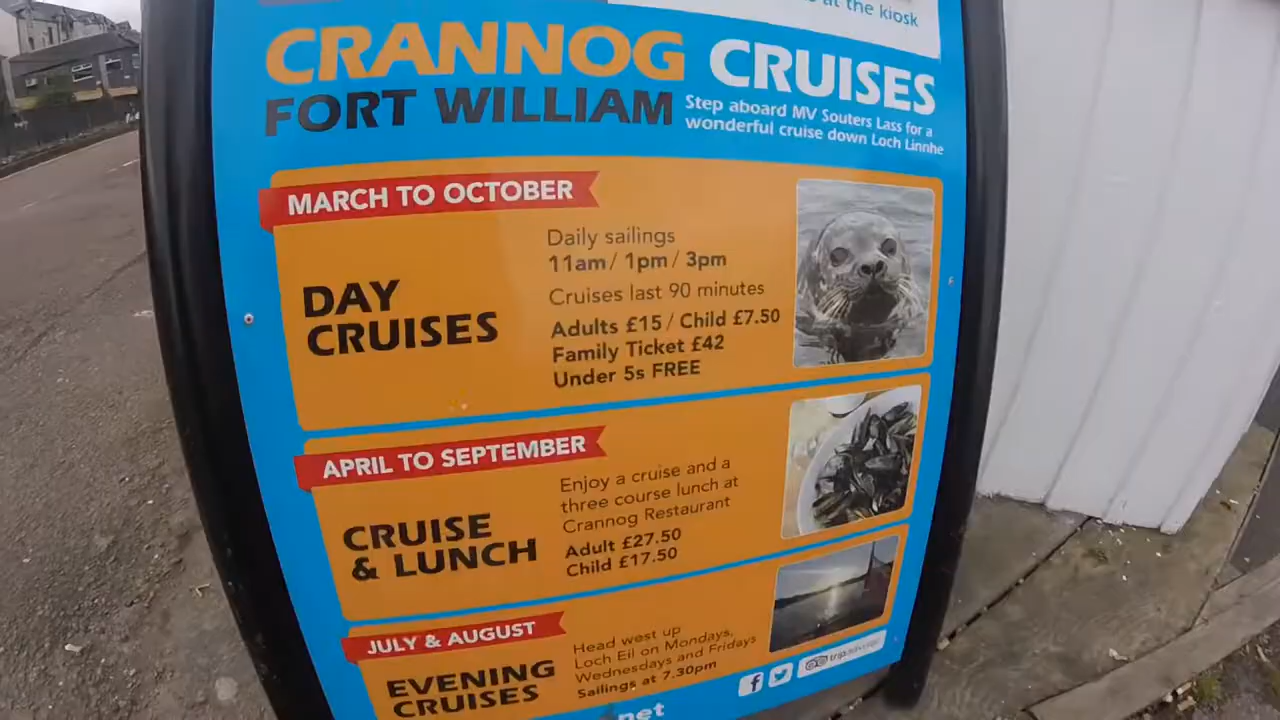 at the kiosk
CRANNOG CRUISES
FORT WILLIAM
Step aboard MV Souters Lass for a
wonderful cruise down Loch Linnhe
MARCH TO OCTOBER
DAY
CRUISES
Daily sailings
11am / 1pm / 3pm
Cruises last 90 minutes
Adults £15 / Child £7.50
Family Ticket £42
Under 5s FREE
APRIL TO SEPTEMBER
CRUISE
& LUNCH
Enjoy a cruise and a
three course lunch at
Crannog Restaurant
Adult £27.50
Child £17.50
JULY & AUGUST
EVENING
CRUISES
Head west up
Loch Eil on Mondays,
Wednesdays and Fridays
Sailings at 7.30pm
net